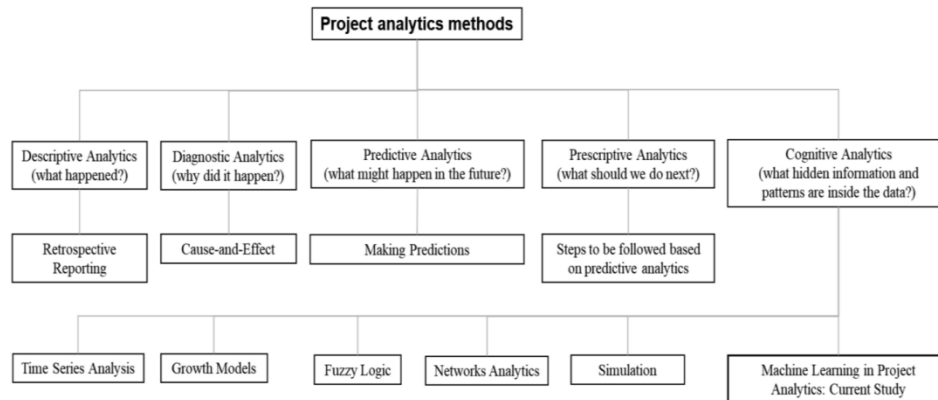 Project analytics methods
Descriptive Analytics
(what happened?)
Diagnostic Analytics
(why did it happen?)
Predictive Analytics
(what might happen in the future?)
Prescriptive Analytics
(what should we do next?)
Cognitive Analytics
(what hidden information and
patterns are inside the data?)
Retrospective
Reporting
Cause-and-Effect
Making Predictions
Steps to be followed based
on predictive analytics
Time Series Analysis
Growth Models
Fuzzy Logic
Networks Analytics
Simulation
Machine Learning in Project
Analytics: Current Study